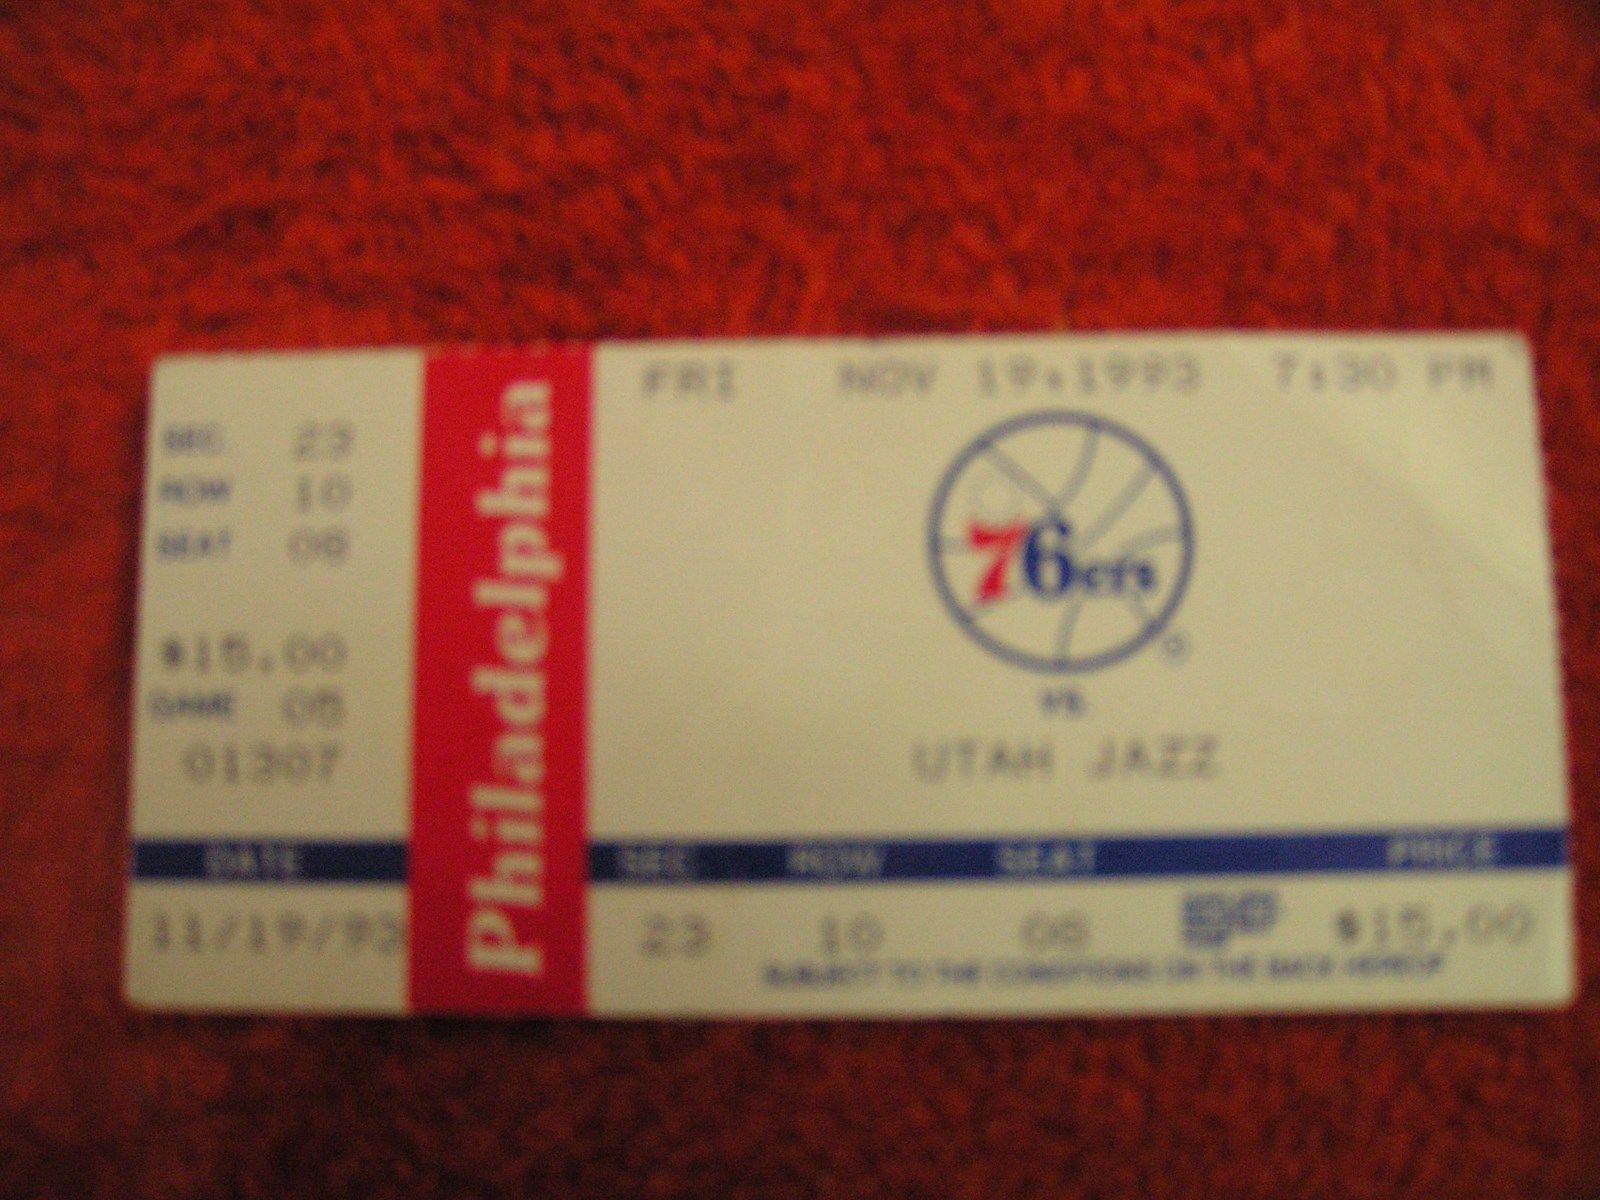 SEC. 23
ROW 10
SEAT 08
$15.00
GAME 05
01307
DATE
11/19/93
Philadelphia
FRI NOV 19,1993 7:30 PM
76ers
vs.
UTAH JAZZ
SEC. ROW SEAT PRICE
23 10 08 $15.00
SUBJECT TO THE CONDITIONS ON THE BACK HEREOF